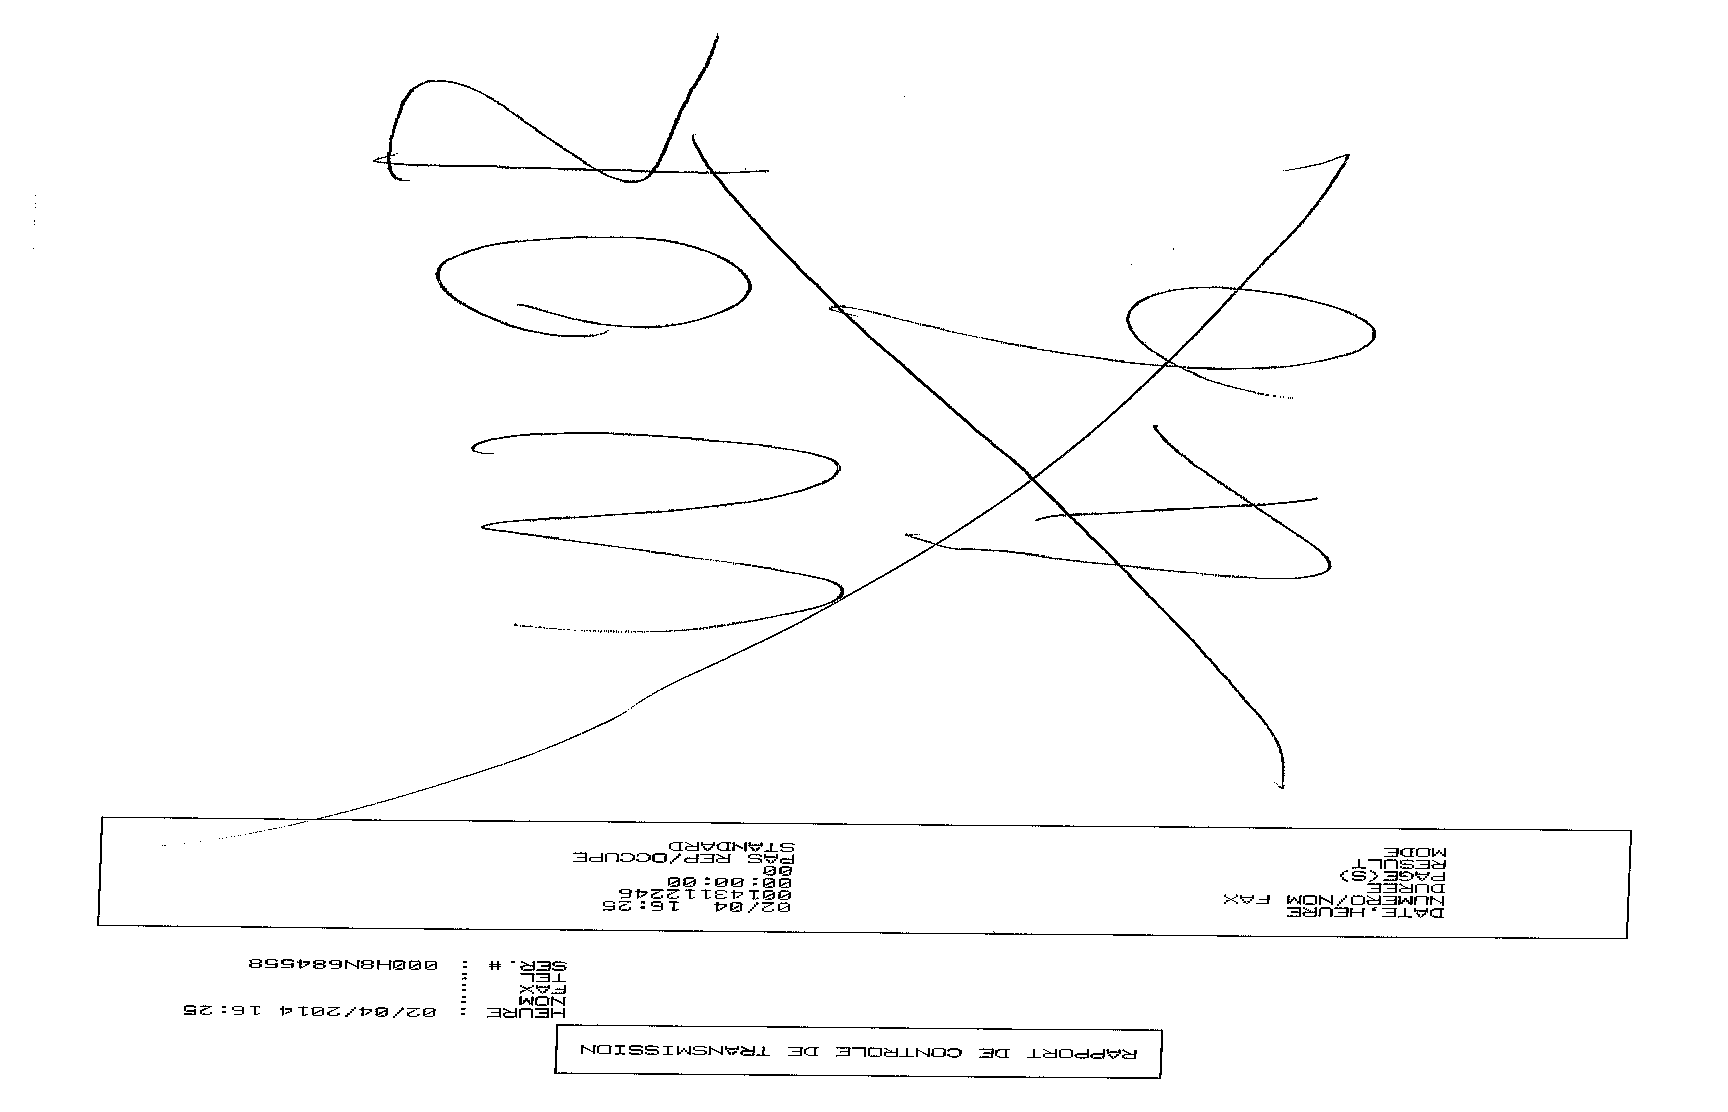 RAPPORT DE CONTROLE DE TRANSMISSION
HEURE : 02/04/2014 16:25
NOM :
FAX :
TEL :
SER.# : 000H8N684558
DATE,HEURE 02/04 16:25
NUMERO/NOM FAX 00143112246
DUREE 00:00:00
PAGE(S) 00
RESULT PAS REP/OCCUPE
MODE STANDARD